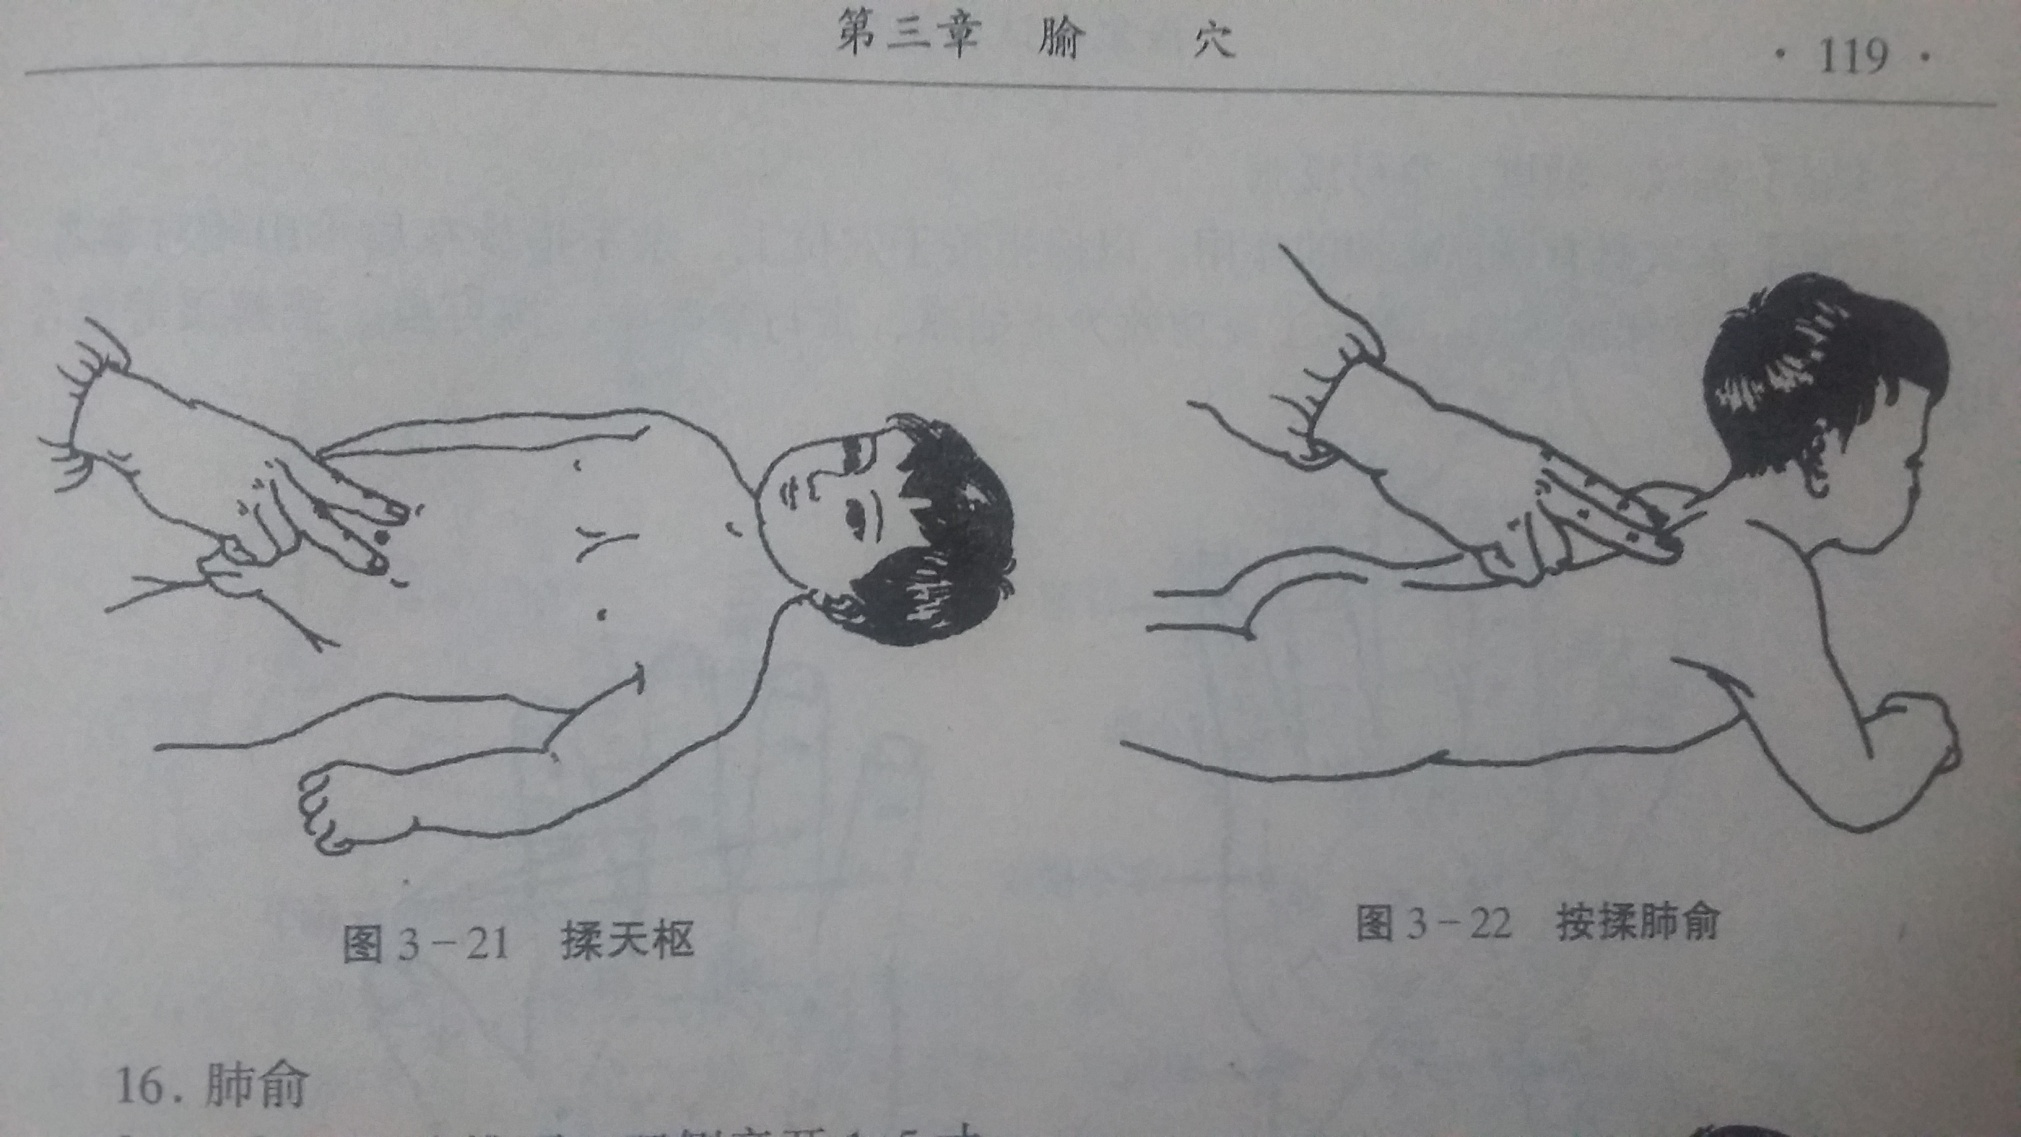 第三章 腧 穴
· 119 ·
图 3-21 揉天枢
图 3-22 按揉肺俞
16. 肺俞